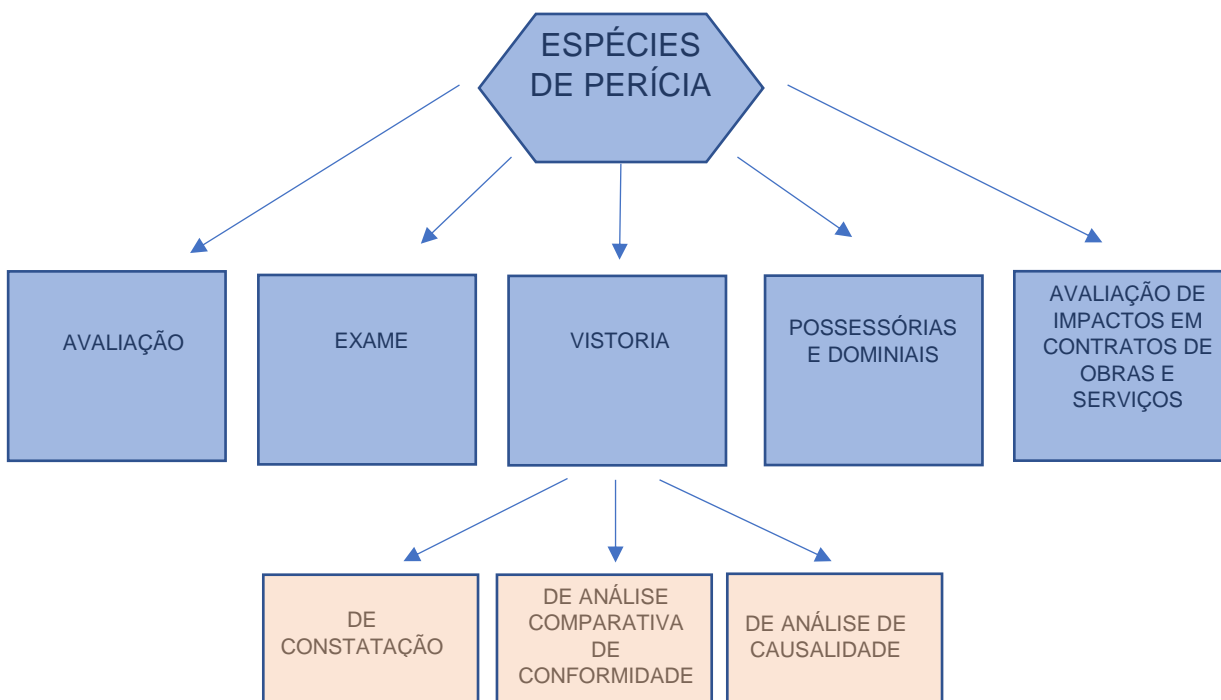 ESPÉCIES
DE PERÍCIA
AVALIAÇÃO
EXAME
VISTORIA
POSSESSÓRIAS
E DOMINIAIS
AVALIAÇÃO DE
IMPACTOS EM
CONTRATOS DE
OBRAS E
SERVIÇOS
DE
CONSTATAÇÃO
DE ANÁLISE
COMPARATIVA
DE
CONFORMIDADE
DE ANÁLISE DE
CAUSALIDADE